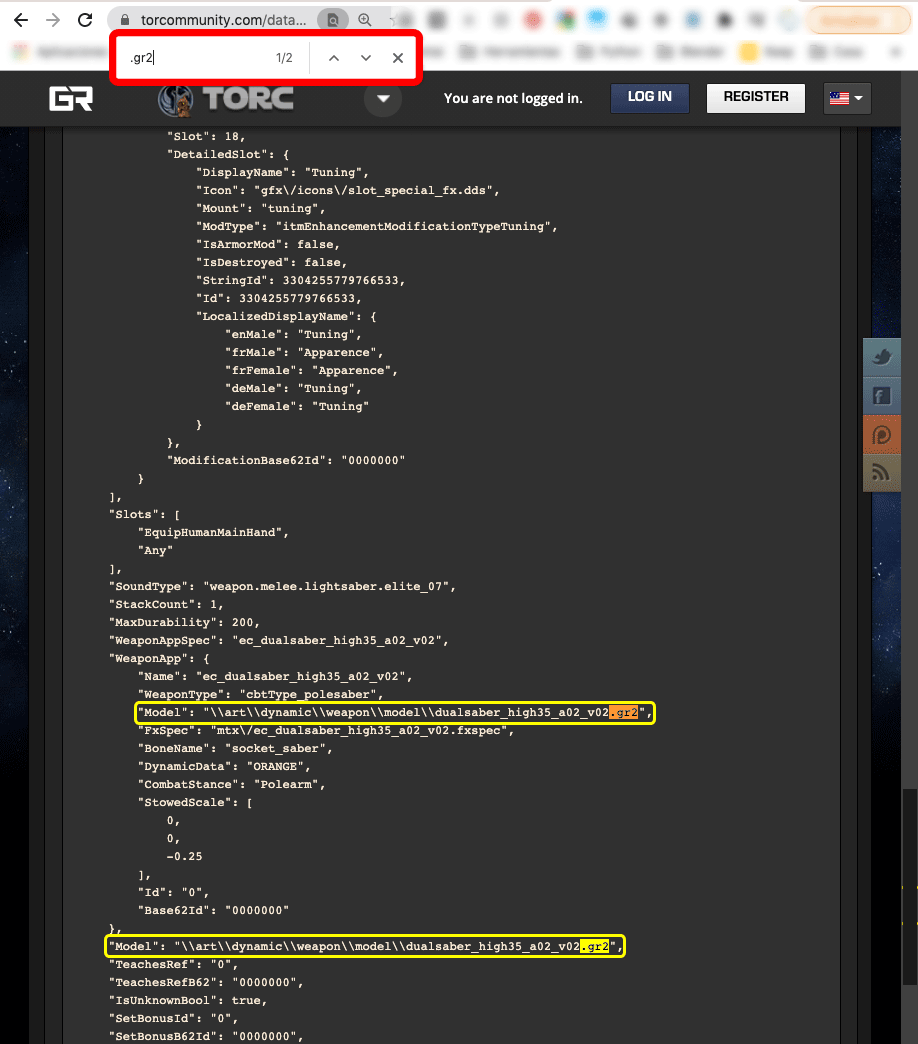 torcommunity.com/data...
.gr2 1/2
GR TORC You are not logged in. LOG IN REGISTER
"Slot": 18,
"DetailedSlot": {
"DisplayName": "Tuning",
"Icon": "gfx\/icons\/slot_special_fx.dds",
"Mount": "tuning",
"ModType": "itmEnhancementModificationTypeTuning",
"IsArmorMod": false,
"IsDestroyed": false,
"StringId": 3304255779766533,
"Id": 3304255779766533,
"LocalizedDisplayName": {
"enMale": "Tuning",
"frMale": "Apparence",
"frFemale": "Apparence",
"deMale": "Tuning",
"deFemale": "Tuning"
}
},
"ModificationBase62Id": "0000000"
}
],
"Slots": [
"EquipHumanMainHand",
"Any"
],
"SoundType": "weapon.melee.lightsaber.elite_07",
"StackCount": 1,
"MaxDurability": 200,
"WeaponAppSpec": "ec_dualsaber_high35_a02_v02",
"WeaponApp": {
"Name": "ec_dualsaber_high35_a02_v02",
"WeaponType": "cbtType_polesaber",
"Model": "\\art\\dynamic\\weapon\\model\\dualsaber_high35_a02_v02.gr2",
"FxSpec": "mtx\/ec_dualsaber_high35_a02_v02.fxspec",
"BoneName": "socket_saber",
"DynamicData": "ORANGE",
"CombatStance": "Polearm",
"StowedScale": [
0,
0,
-0.25
],
"Id": "0",
"Base62Id": "0000000"
},
"Model": "\\art\\dynamic\\weapon\\model\\dualsaber_high35_a02_v02.gr2",
"TeachesRef": "0",
"TeachesRefB62": "0000000",
"IsUnknownBool": true,
"SetBonusId": "0",
"SetBonusB62Id": "0000000",